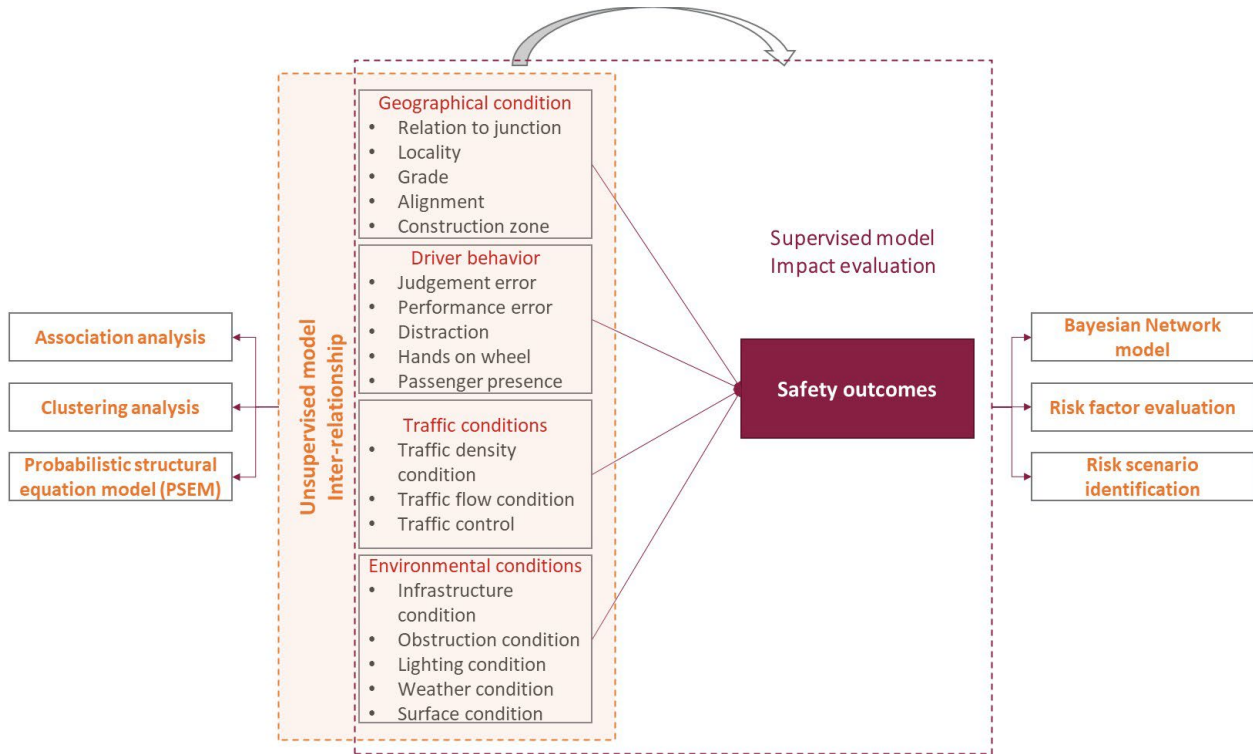 Association analysis
Clustering analysis
Probabilistic structural
equation model (PSEM)
Unsupervised model
Inter-relationship
Geographical condition
• Relation to junction
• Locality
• Grade
• Alignment
• Construction zone
Driver behavior
• Judgement error
• Performance error
• Distraction
• Hands on wheel
• Passenger presence
Traffic conditions
• Traffic density
condition
• Traffic flow condition
• Traffic control
Environmental conditions
• Infrastructure
condition
• Obstruction condition
• Lighting condition
• Weather condition
• Surface condition
Supervised model
Impact evaluation
Safety outcomes
Bayesian Network
model
Risk factor evaluation
Risk scenario
identification